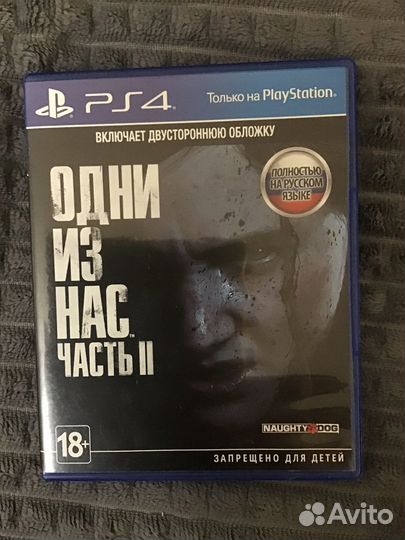 PS4
Только на PlayStation
ВКЛЮЧАЕТ ДВУСТОРОННЮЮ ОБЛОЖКУ
ПОЛНОСТЬЮ
НА РУССКОМ
ЯЗЫКЕ
ОДНИ
ИЗ
НАС™
ЧАСТЬ II
NAUGHTY DOG
18+
ЗАПРЕЩЕНО ДЛЯ ДЕТЕЙ
Avito